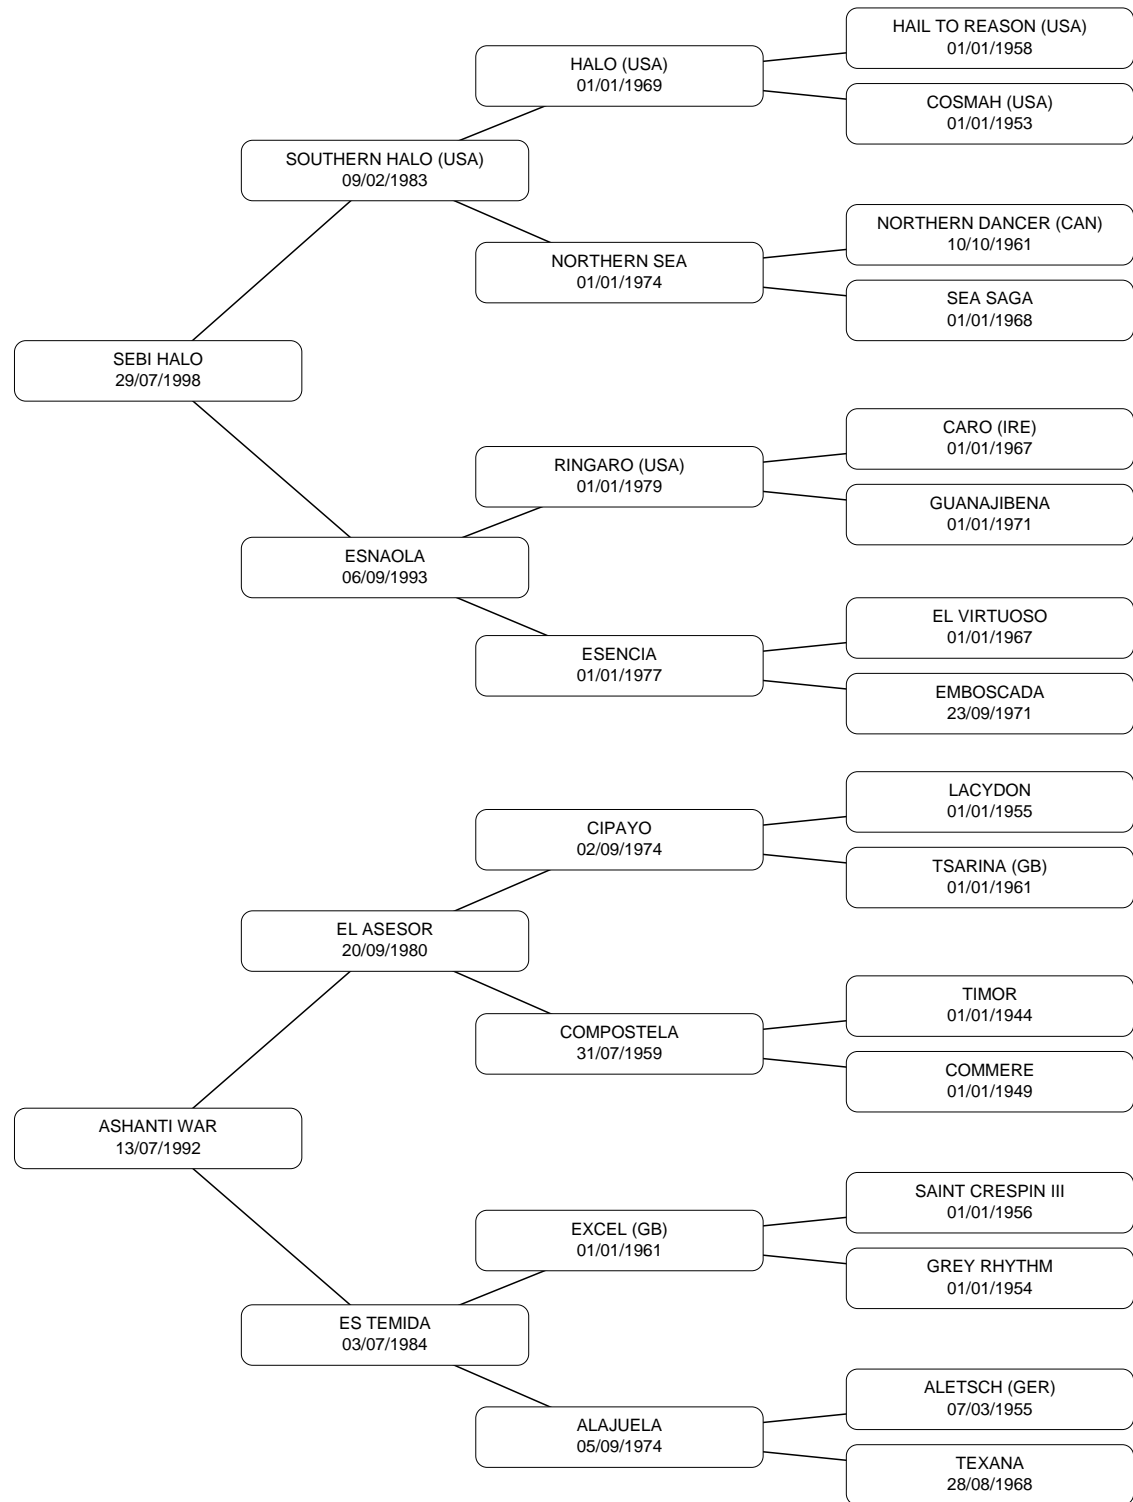 HAIL TO REASON (USA)
01/01/1958
HALO (USA)
01/01/1969
COSMAH (USA)
01/01/1953
SOUTHERN HALO (USA)
09/02/1983
NORTHERN DANCER (CAN)
10/10/1961
NORTHERN SEA
01/01/1974
SEA SAGA
01/01/1968
SEBI HALO
29/07/1998
CARO (IRE)
01/01/1967
RINGARO (USA)
01/01/1979
GUANAJIBENA
01/01/1971
ESNAOLA
06/09/1993
EL VIRTUOSO
01/01/1967
ESENCIA
01/01/1977
EMBOSCADA
23/09/1971
LACYDON
01/01/1955
CIPAYO
02/09/1974
TSARINA (GB)
01/01/1961
EL ASESOR
20/09/1980
TIMOR
01/01/1944
COMPOSTELA
31/07/1959
COMMERE
01/01/1949
ASHANTI WAR
13/07/1992
SAINT CRESPIN III
01/01/1956
EXCEL (GB)
01/01/1961
GREY RHYTHM
01/01/1954
ES TEMIDA
03/07/1984
ALETSCH (GER)
07/03/1955
ALAJUELA
05/09/1974
TEXANA
28/08/1968